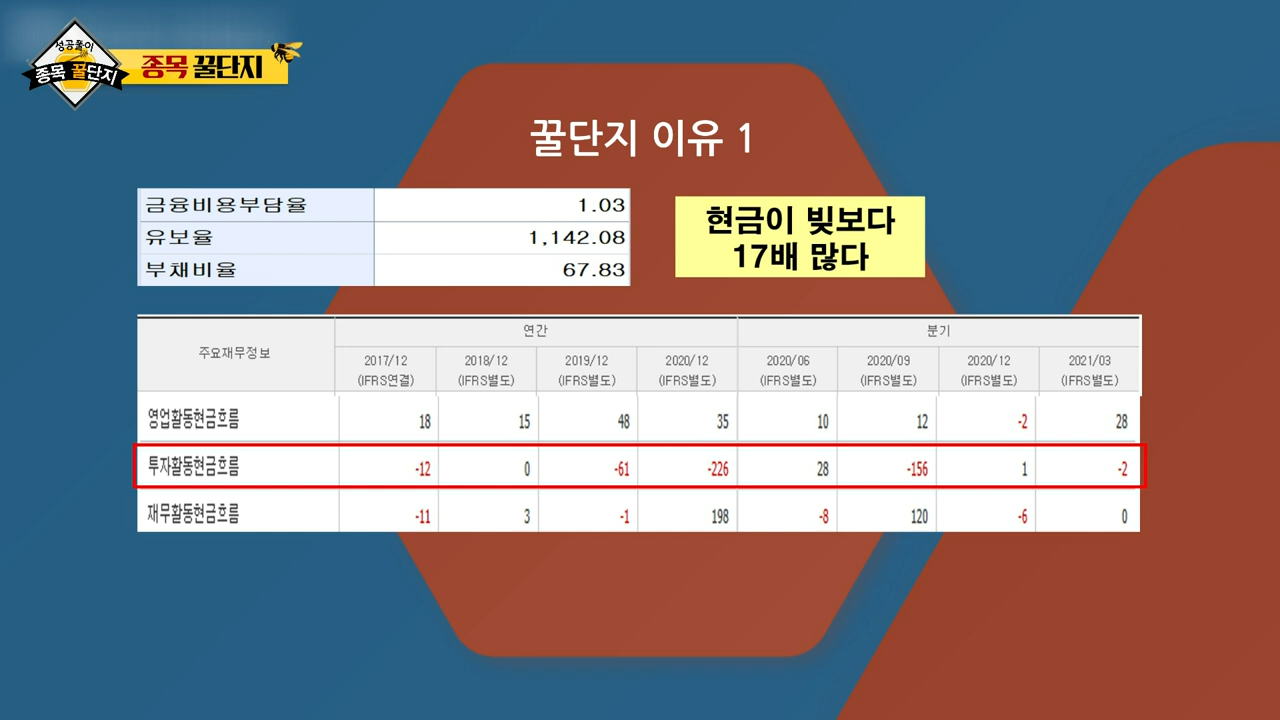 성공풀이
종목 꿀단지
종목 꿀단지
꿀단지 이유 1
금융비용부담율 1.03
유보율 1,142.08
부채비율 67.83
현금이 빚보다
17배 많다
주요재무정보 연간 분기
2017/12 2018/12 2019/12 2020/12 2020/06 2020/09 2020/12 2021/03
(IFRS연결) (IFRS별도) (IFRS별도) (IFRS별도) (IFRS별도) (IFRS별도) (IFRS별도) (IFRS별도)
영업활동현금흐름 18 15 48 35 10 12 -2 28
투자활동현금흐름 -12 0 -61 -226 28 -156 1 -2
재무활동현금흐름 -11 3 -1 198 -8 120 -6 0